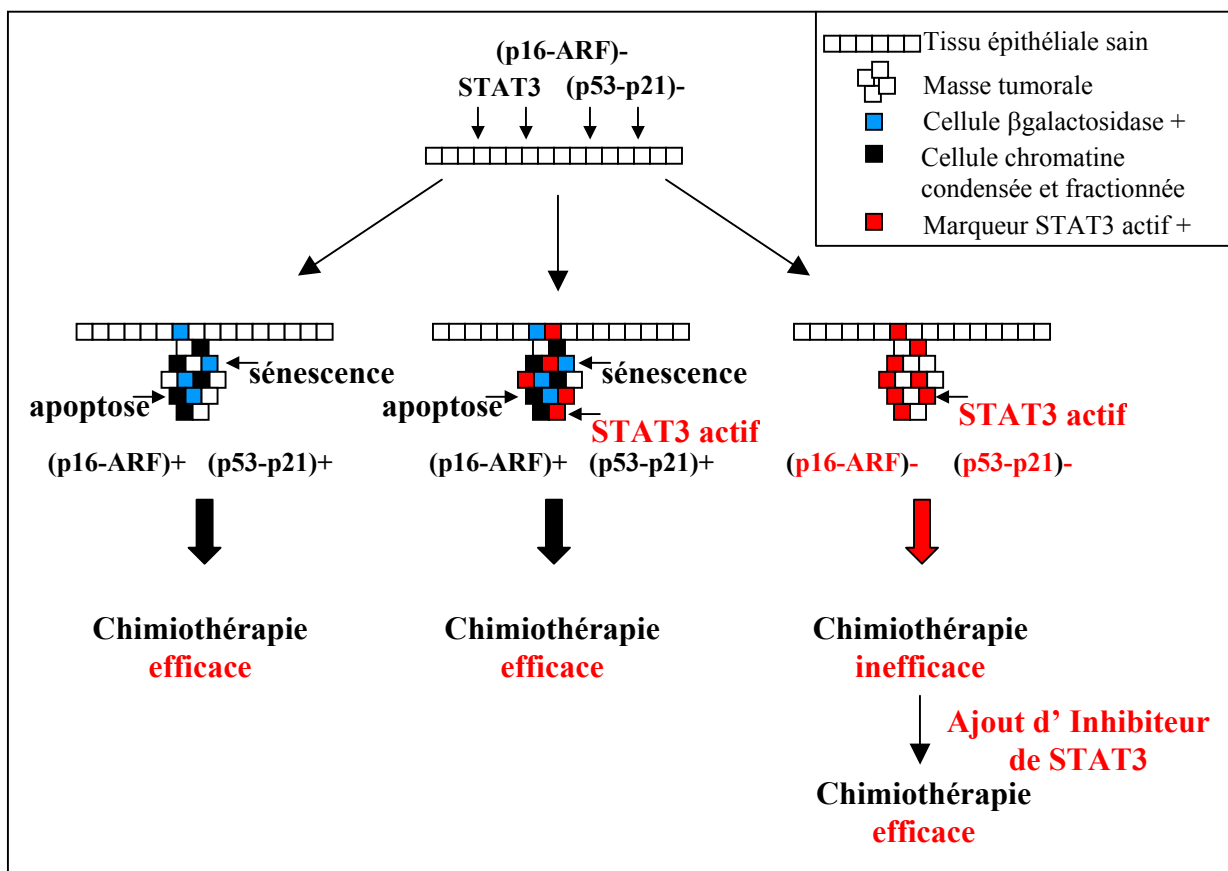 (p16-ARF)-
STAT3 (p53-p21)-
Tissu épithéliale sain
Masse tumorale
Cellule βgalactosidase +
Cellule chromatine
condensée et fractionnée
Marqueur STAT3 actif +
sénescence
apoptose
(p16-ARF)+ (p53-p21)+
Chimiothérapie
efficace
sénescence
apoptose
STAT3 actif
(p16-ARF)+ (p53-p21)+
Chimiothérapie
efficace
STAT3 actif
(p16-ARF)- (p53-p21)-
Chimiothérapie
inefficace
Ajout d’ Inhibiteur
de STAT3
Chimiothérapie
efficace